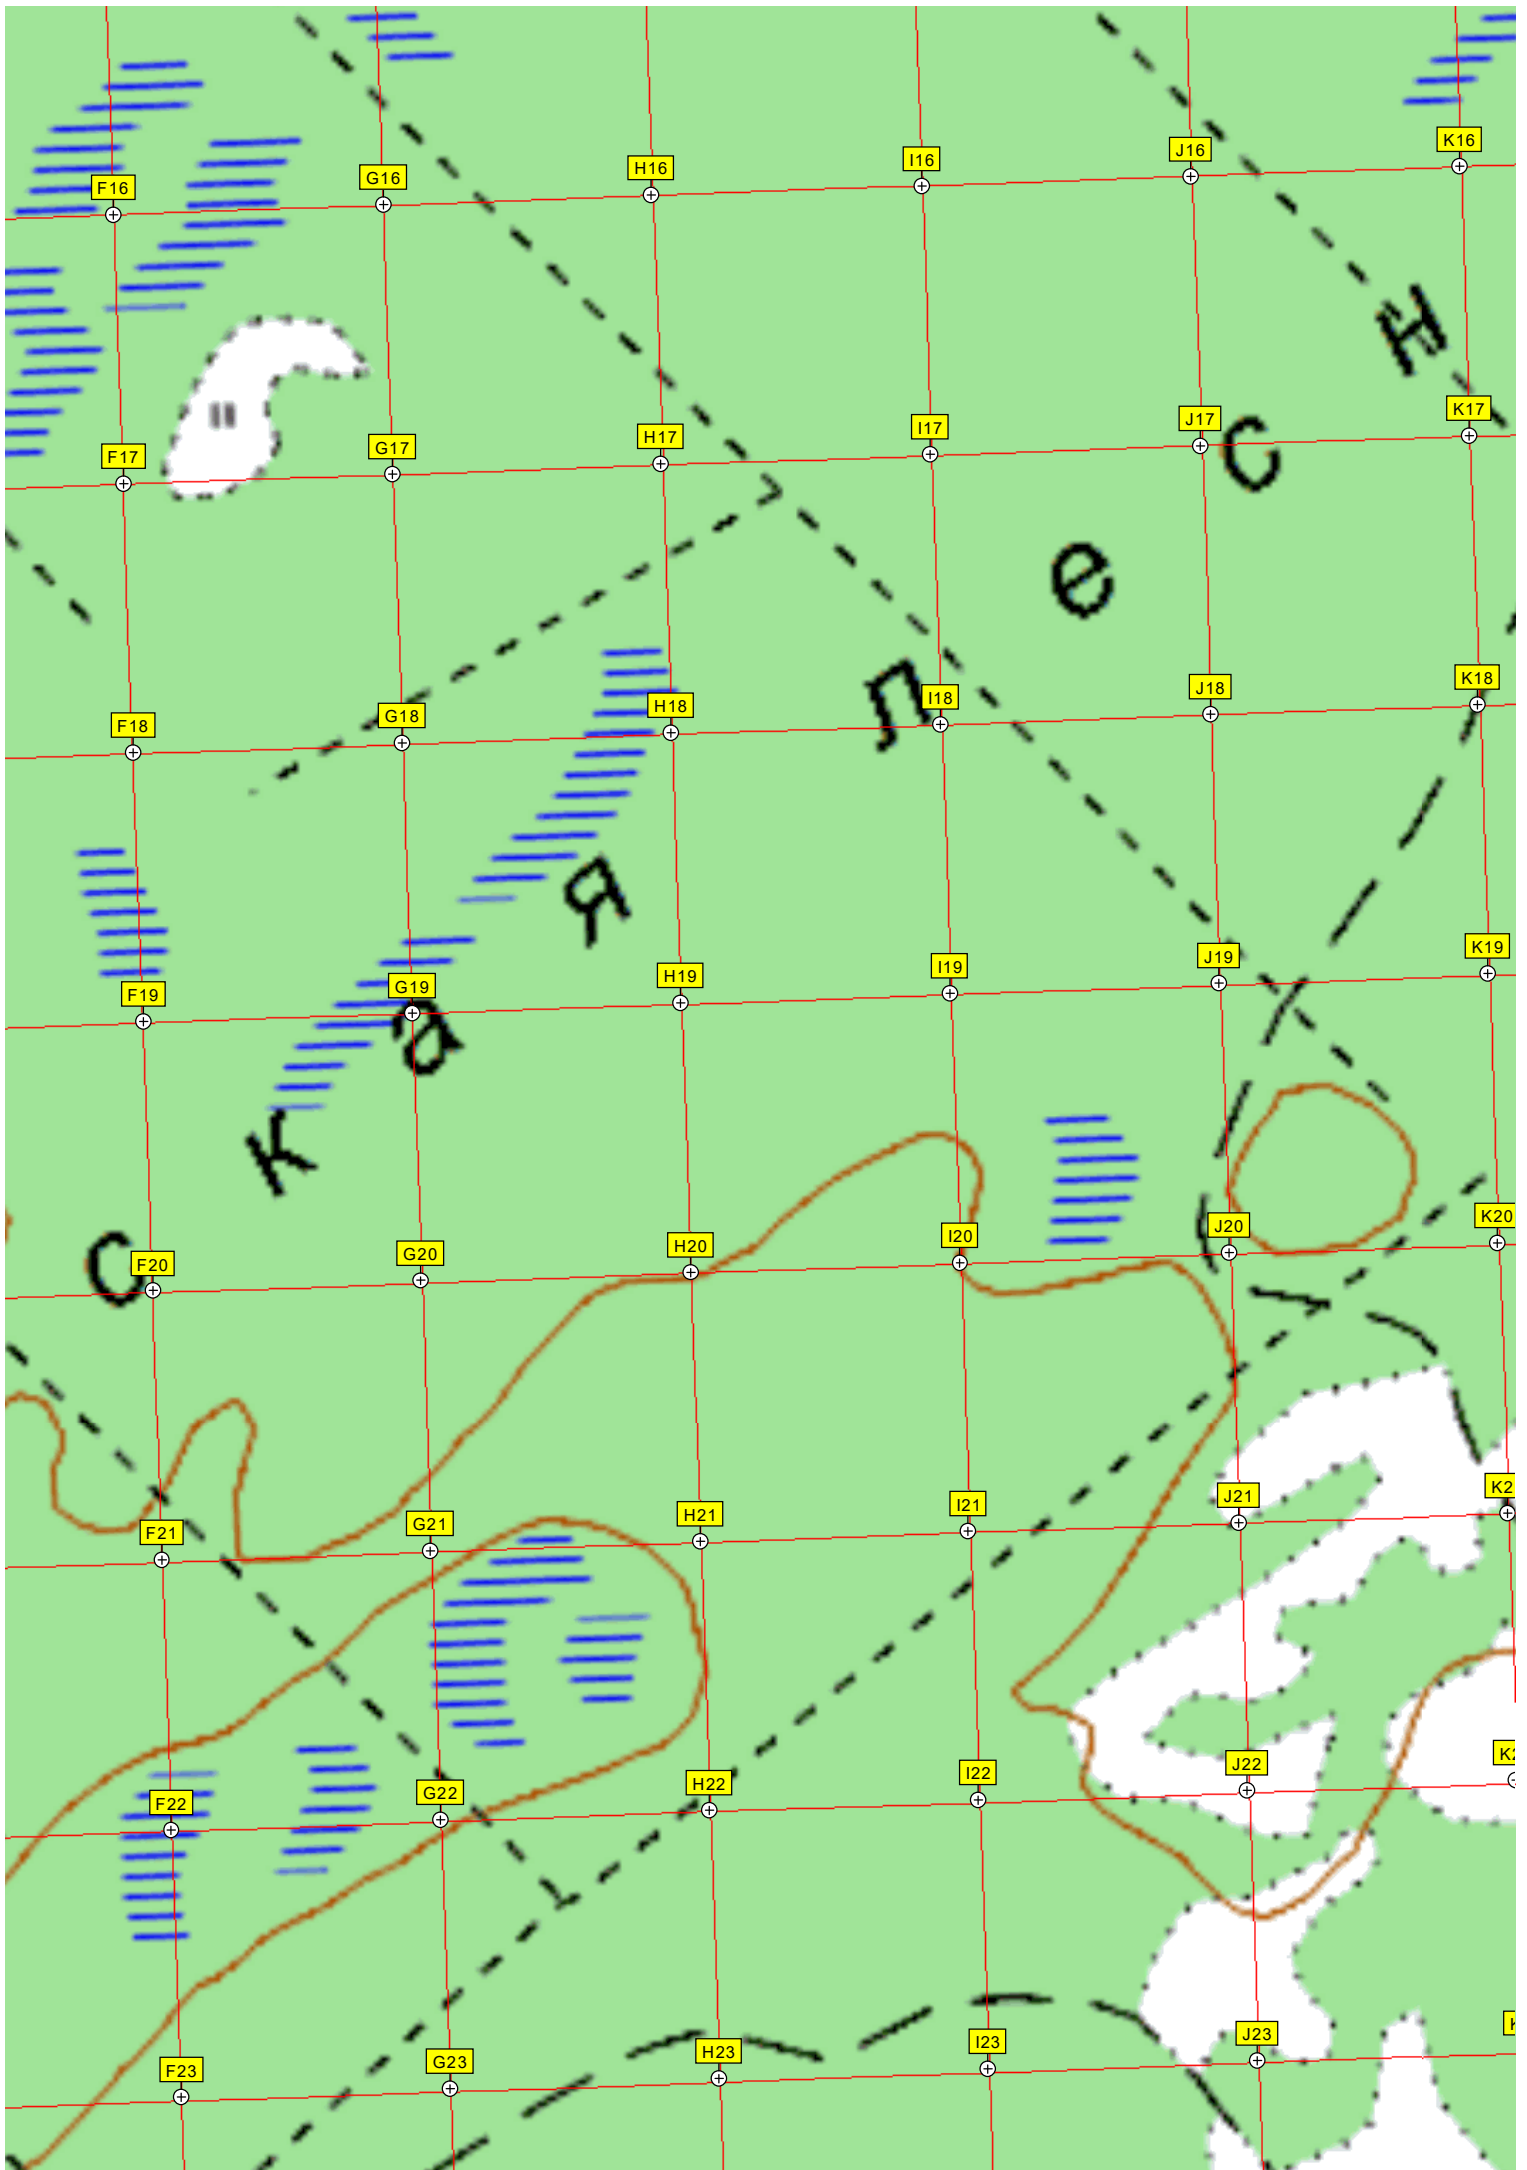 F16 G16 H16 I16 J16 K16
F17 G17 H17 I17 J17 K17
F18 G18 H18 I18 J18 K18
F19 G19 H19 I19 J19 K19
F20 G20 H20 I20 J20 K20
F21 G21 H21 I21 J21 K2
F22 G22 H22 I22 J22 K2
F23 G23 H23 I23 J23 K
с К а я л е с н